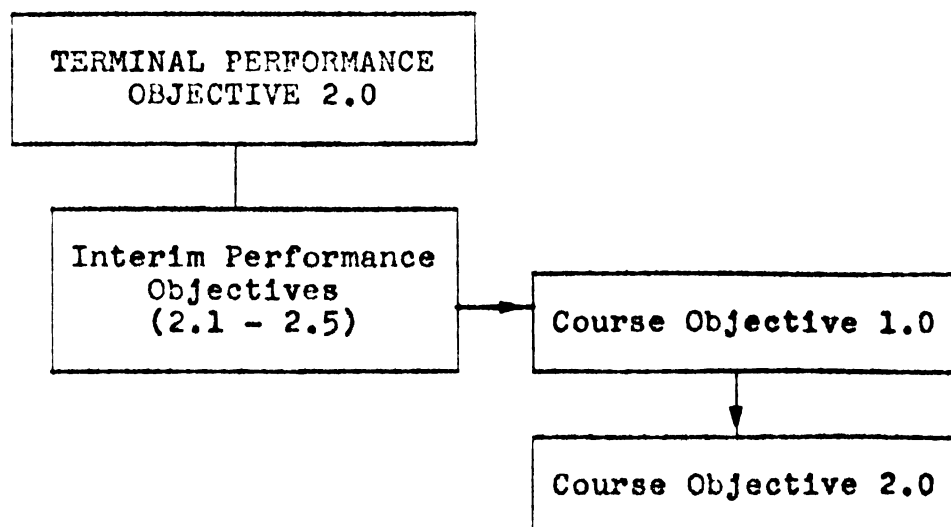 TERMINAL PERFORMANCE
OBJECTIVE 2.0
Interim Performance
Objectives
(2.1 - 2.5)
Course Objective 1.0
Course Objective 2.0